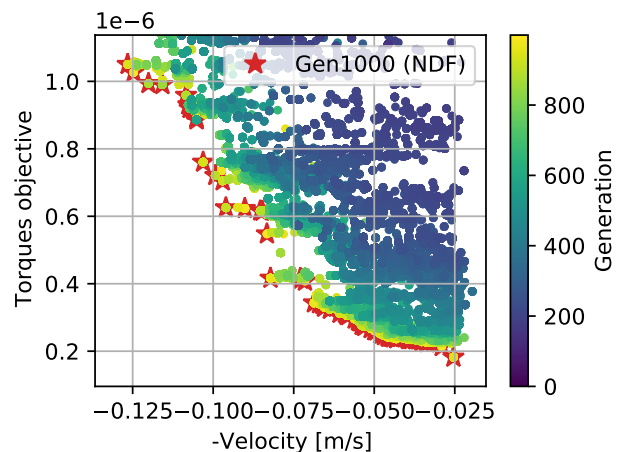 1e−6
Gen1000 (NDF)
1.0
0.8
0.6
0.4
0.2
Torques objective
−0.125 −0.100 −0.075 −0.050 −0.025
-Velocity [m/s]
800
600
400
200
0
Generation